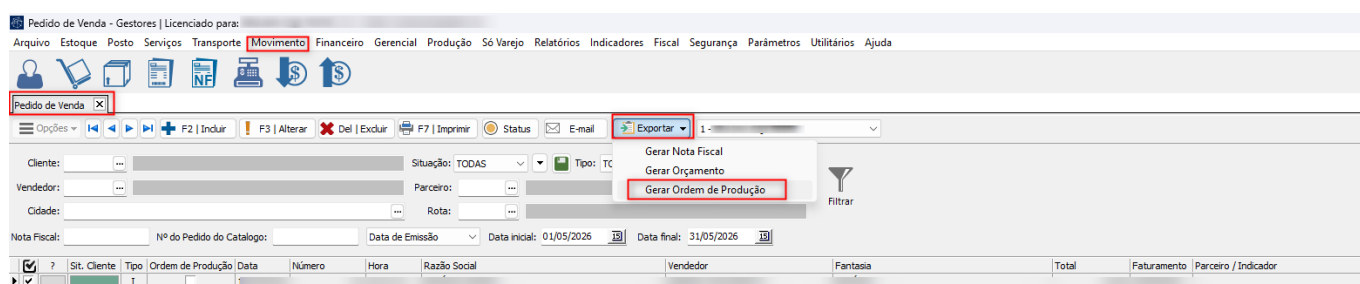 Pedido de Venda - Gestores | Licenciado para:
Arquivo Estoque Posto Serviços Transporte Movimento Financeiro Gerencial Produção Só Varejo Relatórios Indicadores Fiscal Segurança Parâmetros Utilitários Ajuda
NF
Pedido de Venda
Opções F2 | Incluir F3 | Alterar Del | Excluir F7 | Imprimir Status E-mail Exportar 1 -
Gerar Nota Fiscal
Gerar Orçamento
Gerar Ordem de Produção
Cliente: ... Situação: TODAS Tipo: TO
Vendedor: ... Parceiro: ... Filtrar
Cidade: ... Rota: ...
Nota Fiscal: Nº do Pedido do Catalogo: Data de Emissão Data inicial: 01/05/2026 15 Data final: 31/05/2026 15
? Sit. Cliente Tipo Ordem de Produção Data Número Hora Razão Social Vendedor Fantasia Total Faturamento Parceiro / Indicador
I